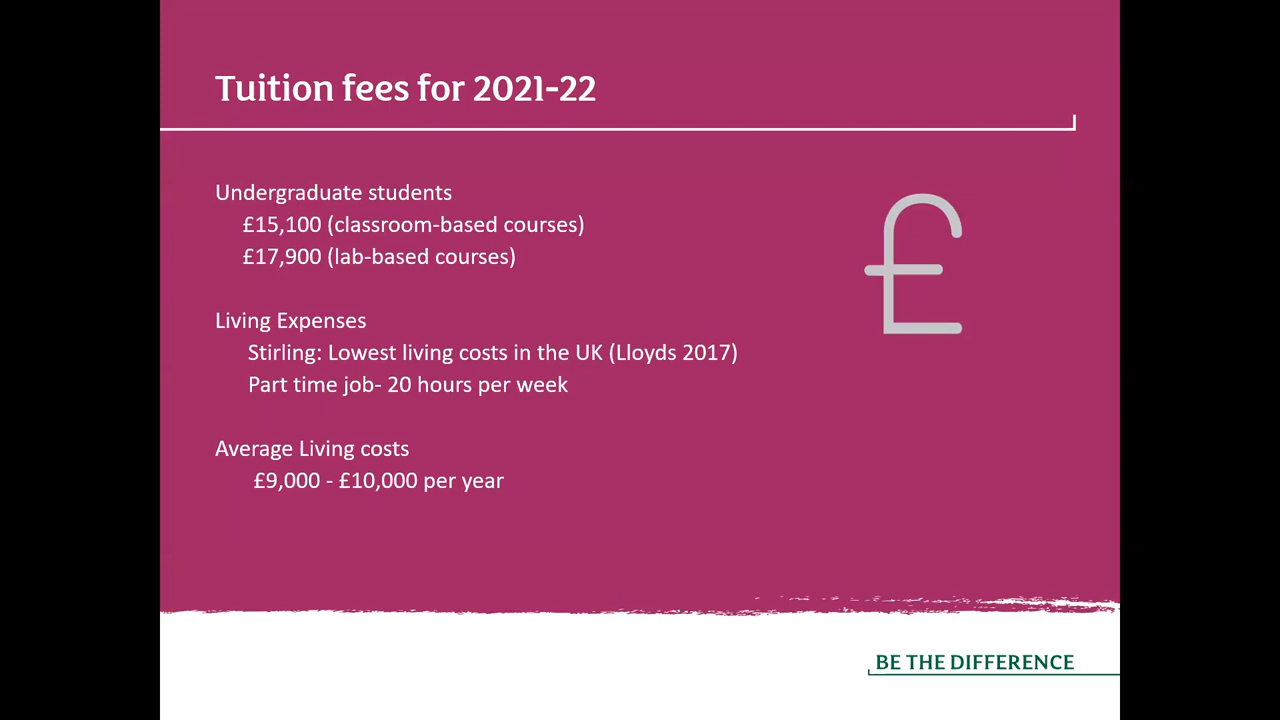 Tuition fees for 2021-22
Undergraduate students
£15,100 (classroom-based courses)
£17,900 (lab-based courses)
Living Expenses
Stirling: Lowest living costs in the UK (Lloyds 2017)
Part time job- 20 hours per week
Average Living costs
£9,000 - £10,000 per year
£
BE THE DIFFERENCE